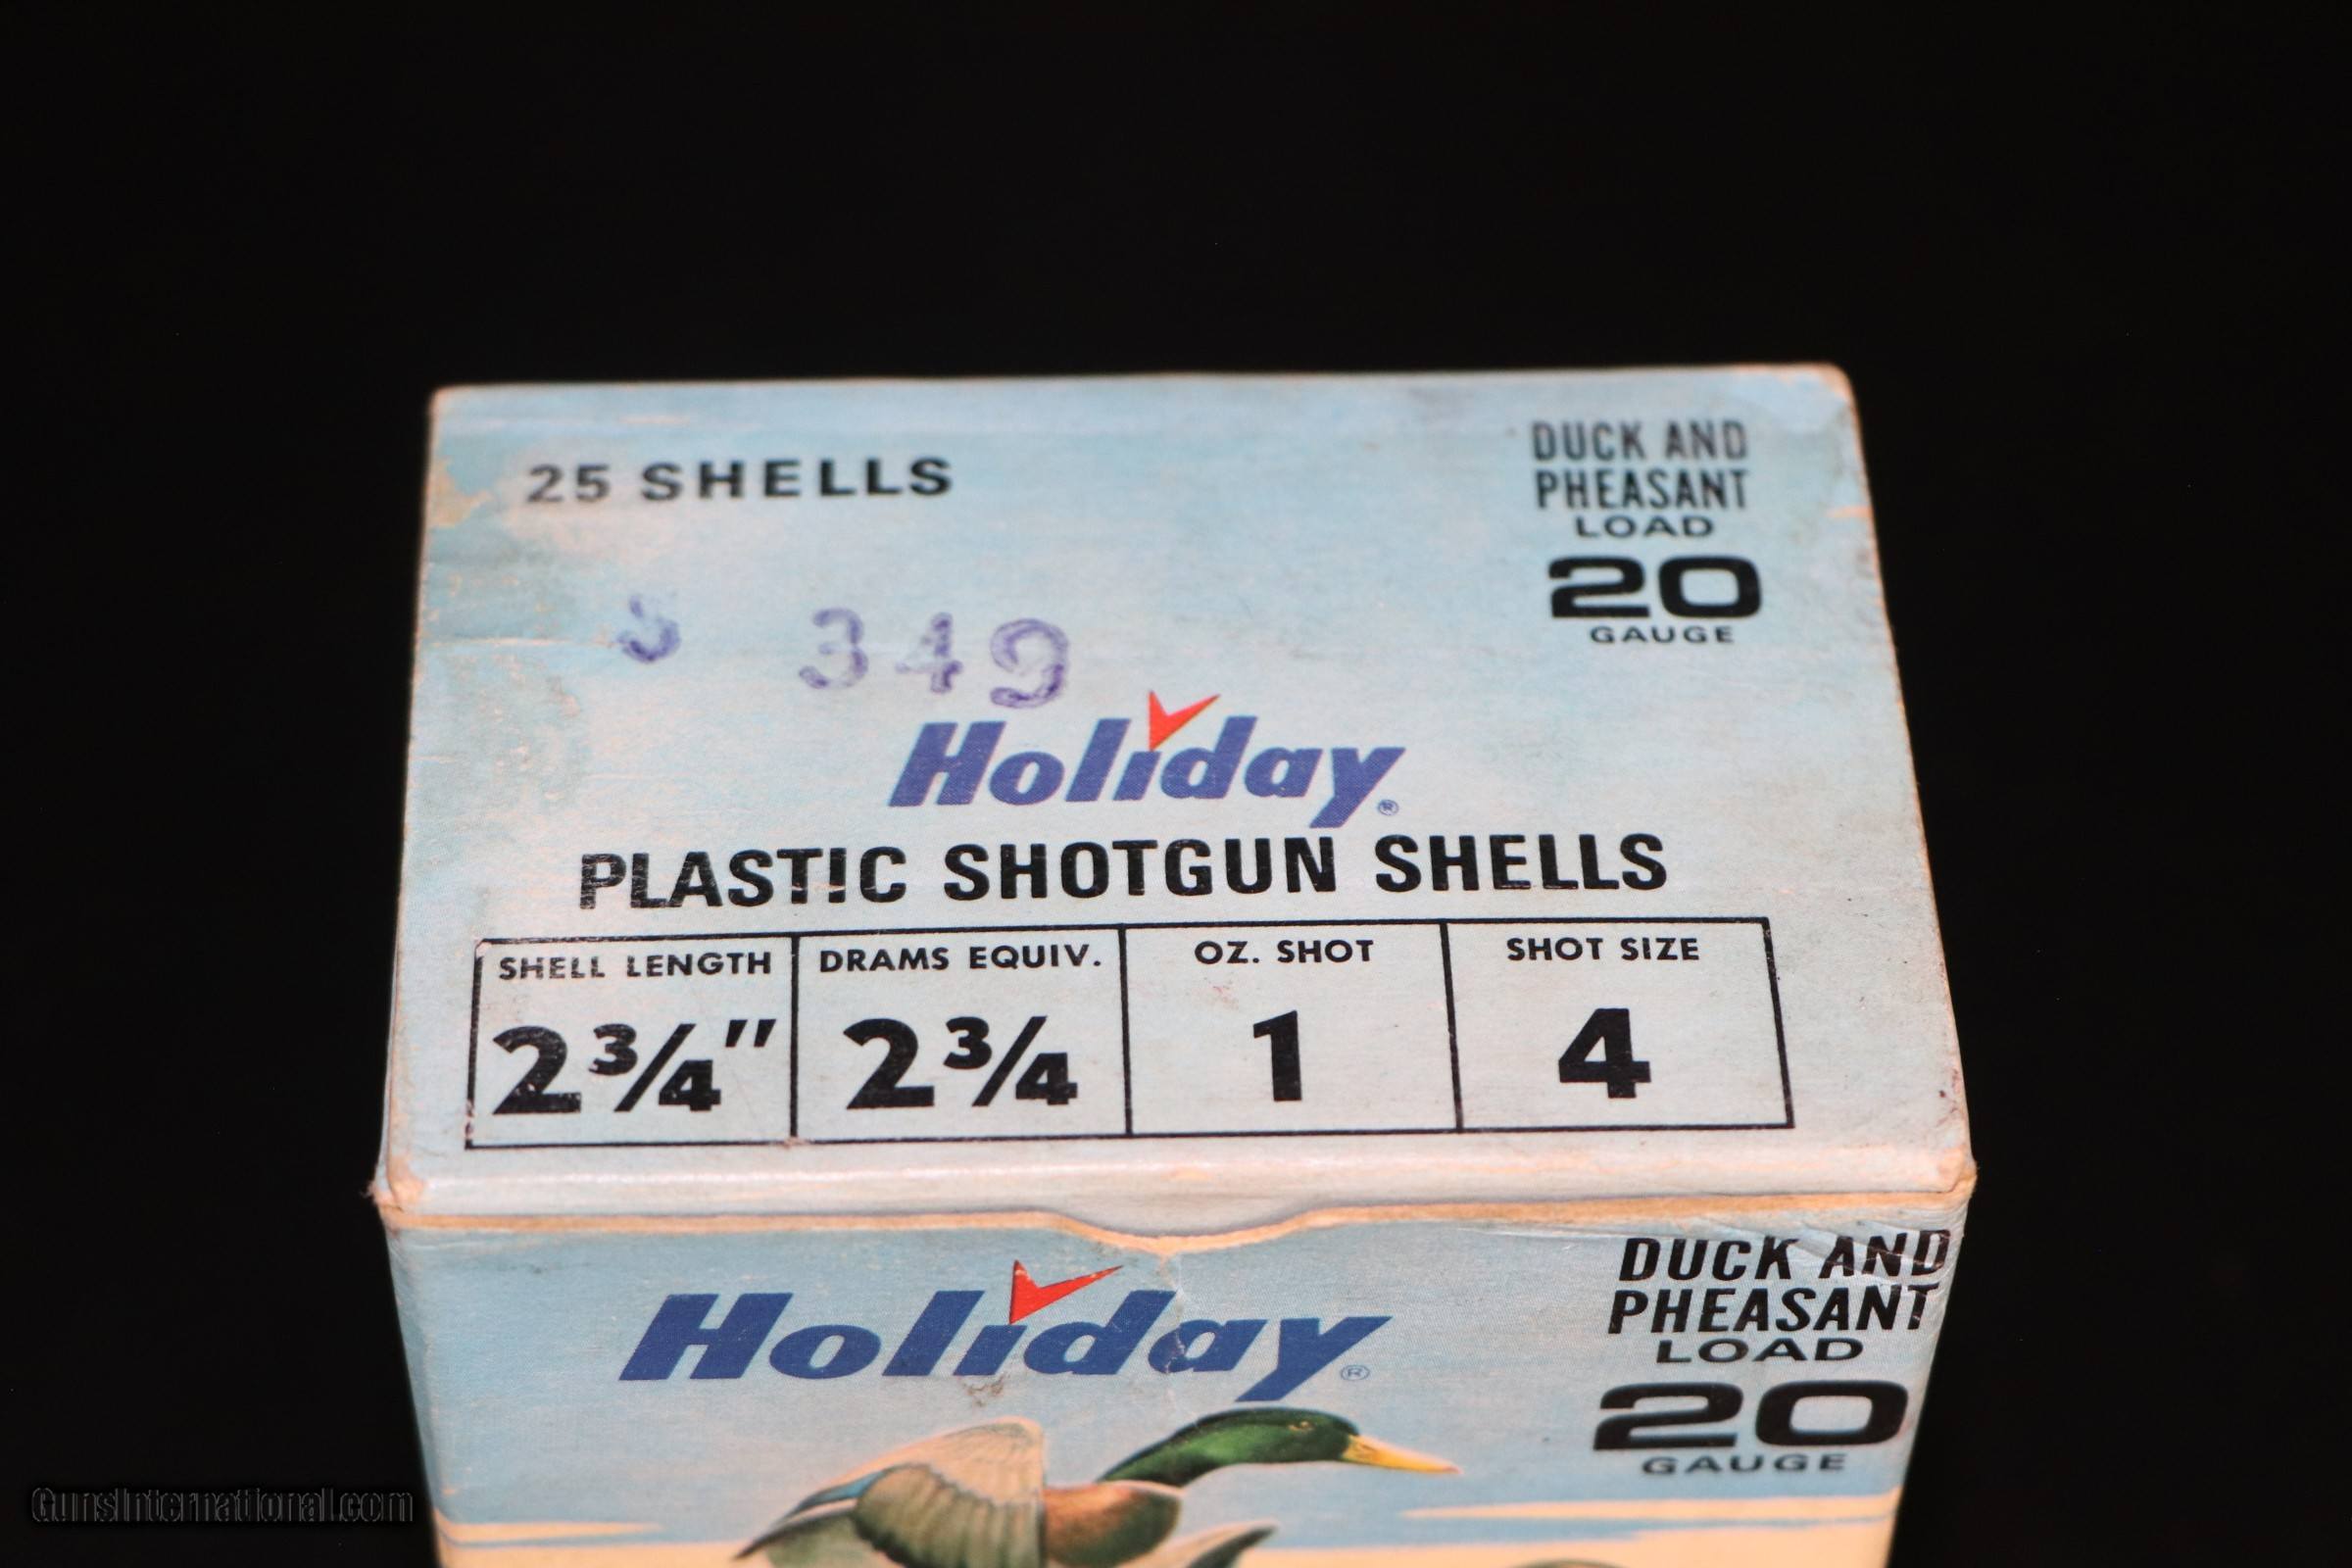 25 SHELLS
DUCK AND
PHEASANT
LOAD
20
GAUGE
349
Holiday®
PLASTIC SHOTGUN SHELLS
SHELL LENGTH DRAMS EQUIV. OZ. SHOT SHOT SIZE
2¾" 2¾ 1 4
Holiday®
DUCK AND
PHEASANT
LOAD
20
GAUGE
GunsInternational.com